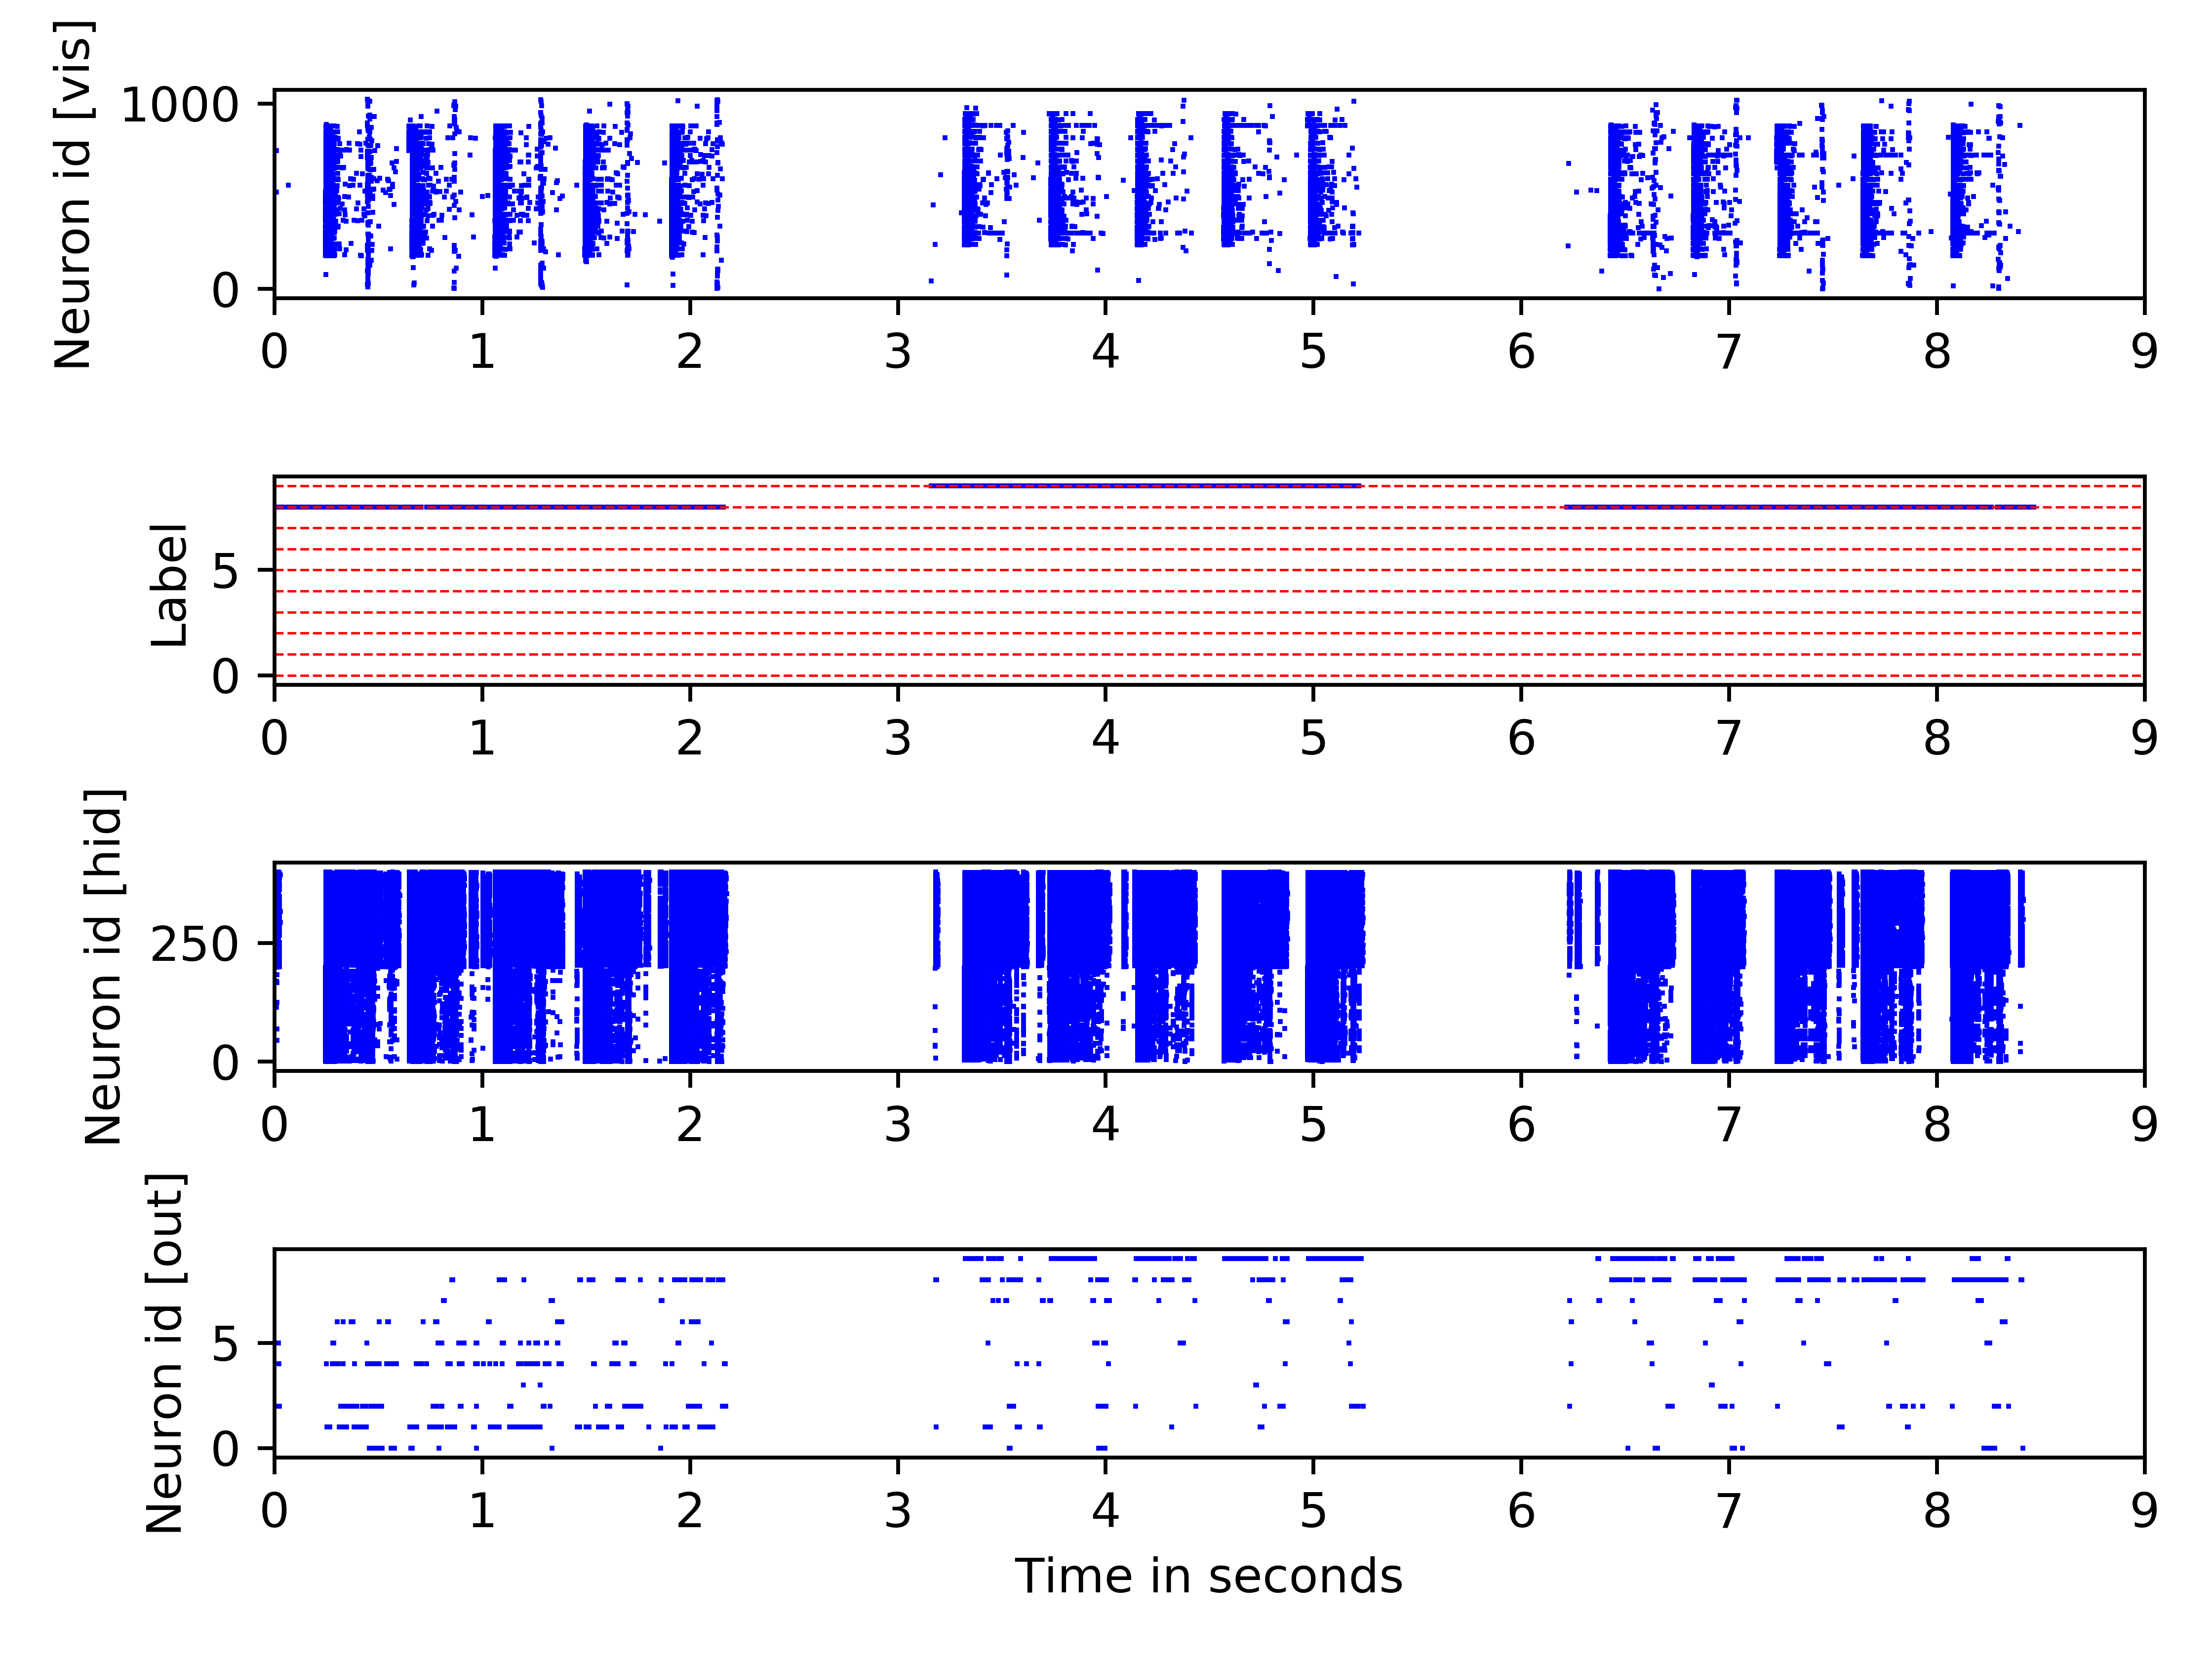 Neuron id [vis]
1000
0
0 1 2 3 4 5 6 7 8 9
Label
5
0
0 1 2 3 4 5 6 7 8 9
Neuron id [hid]
250
0
0 1 2 3 4 5 6 7 8 9
Neuron id [out]
5
0
0 1 2 3 4 5 6 7 8 9
Time in seconds